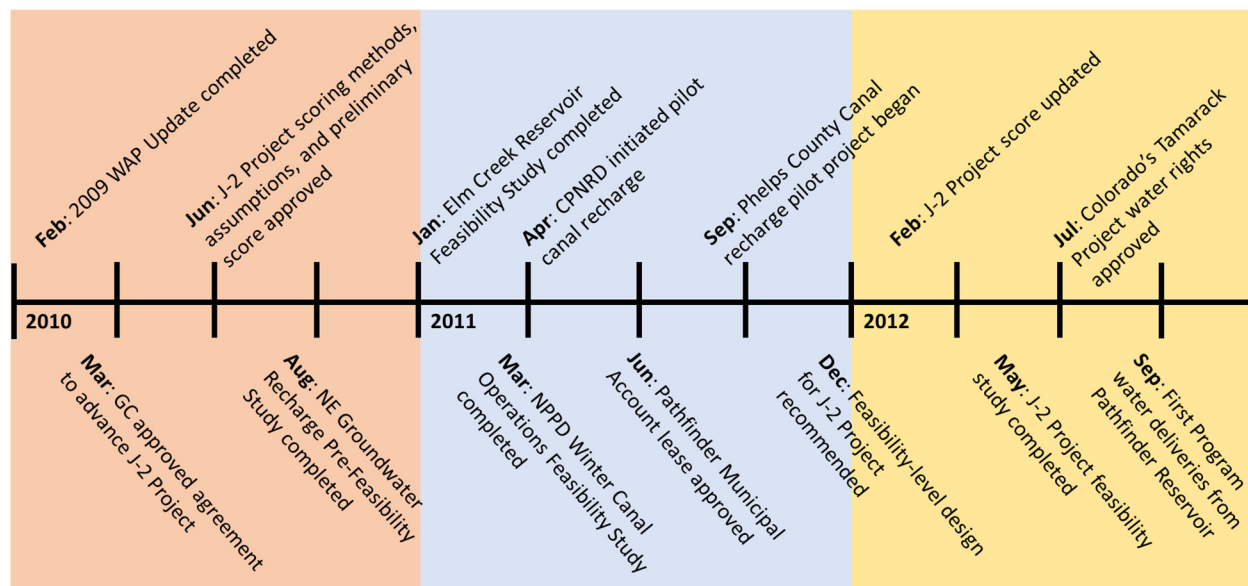 Feb: 2009 WAP Update completed
Jun: J-2 Project scoring methods,
assumptions, and preliminary
score approved
Jan: Elm Creek Reservoir
Feasibility Study completed
Apr: CPNRD initiated pilot
canal recharge
Sep: Phelps County Canal
recharge pilot project began
Feb: J-2 Project score updated
Jul: Colorado's Tamarack
Project water rights
approved
2010
2011
2012
Mar: GC approved agreement
to advance J-2 Project
Aug: NE Groundwater
Recharge Pre-Feasibility
Study completed
Mar: NPPD Winter Canal
Operations Feasibility Study
completed
Jun: Pathfinder Municipal
Account lease approved
Dec: Feasibility-level design
for J-2 Project
recommended
May: J-2 Project feasibility
study completed
Sep: First Program
water deliveries from
Pathfinder Reservoir